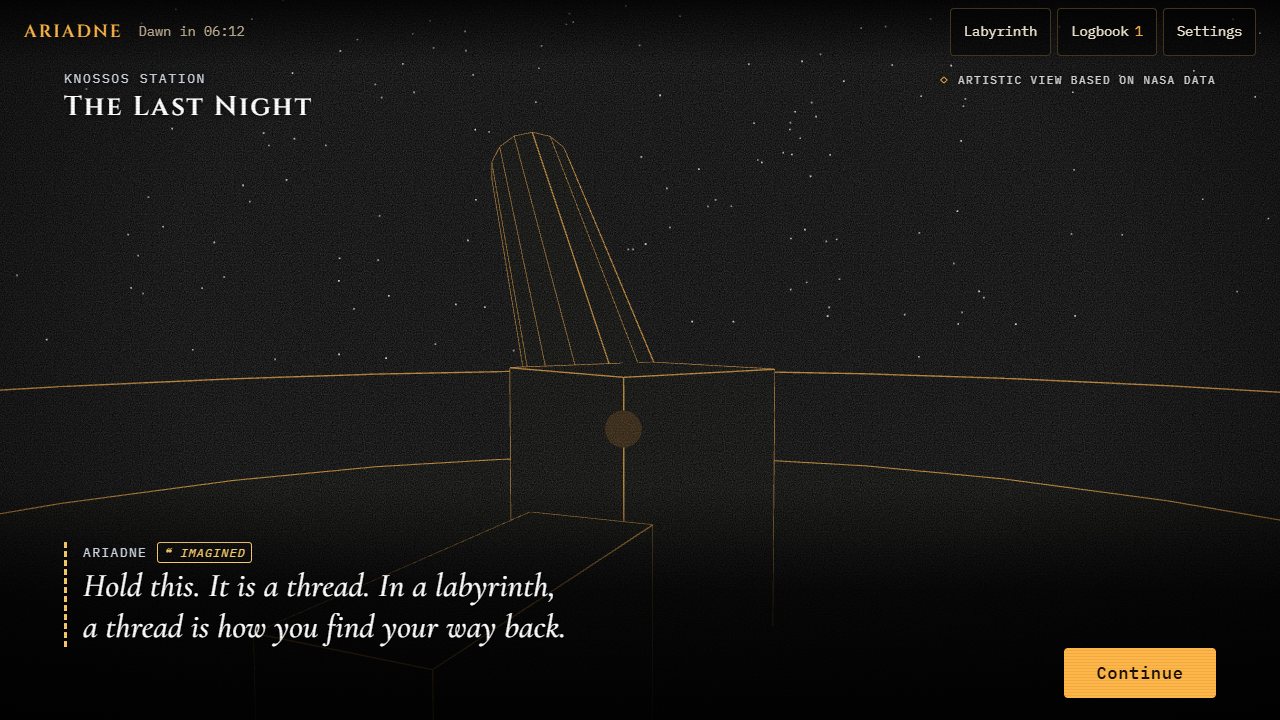 ARIADNE Dawn in 06:12 Labyrinth Logbook 1 Settings
KNOSSOS STATION
THE LAST NIGHT
◇ ARTISTIC VIEW BASED ON NASA DATA
ARIADNE ❝ IMAGINED
Hold this. It is a thread. In a labyrinth,
a thread is how you find your way back.
Continue